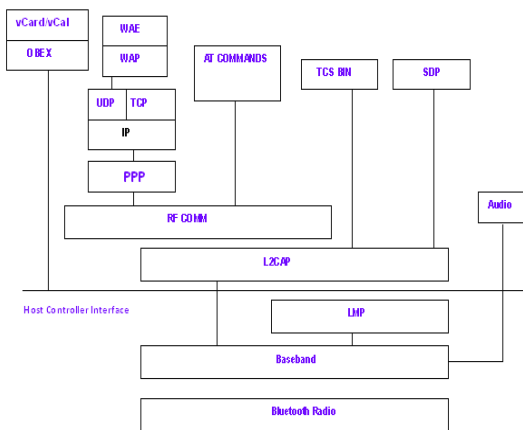 vCard/vCal
OBEX
WAE
WAP
UDP TCP
IP
PPP
AT COMMANDS
TCS BIN
SDP
RF COMM
Audio
L2CAP
Host Controller Interface
LMP
Baseband
Bluetooth Radio